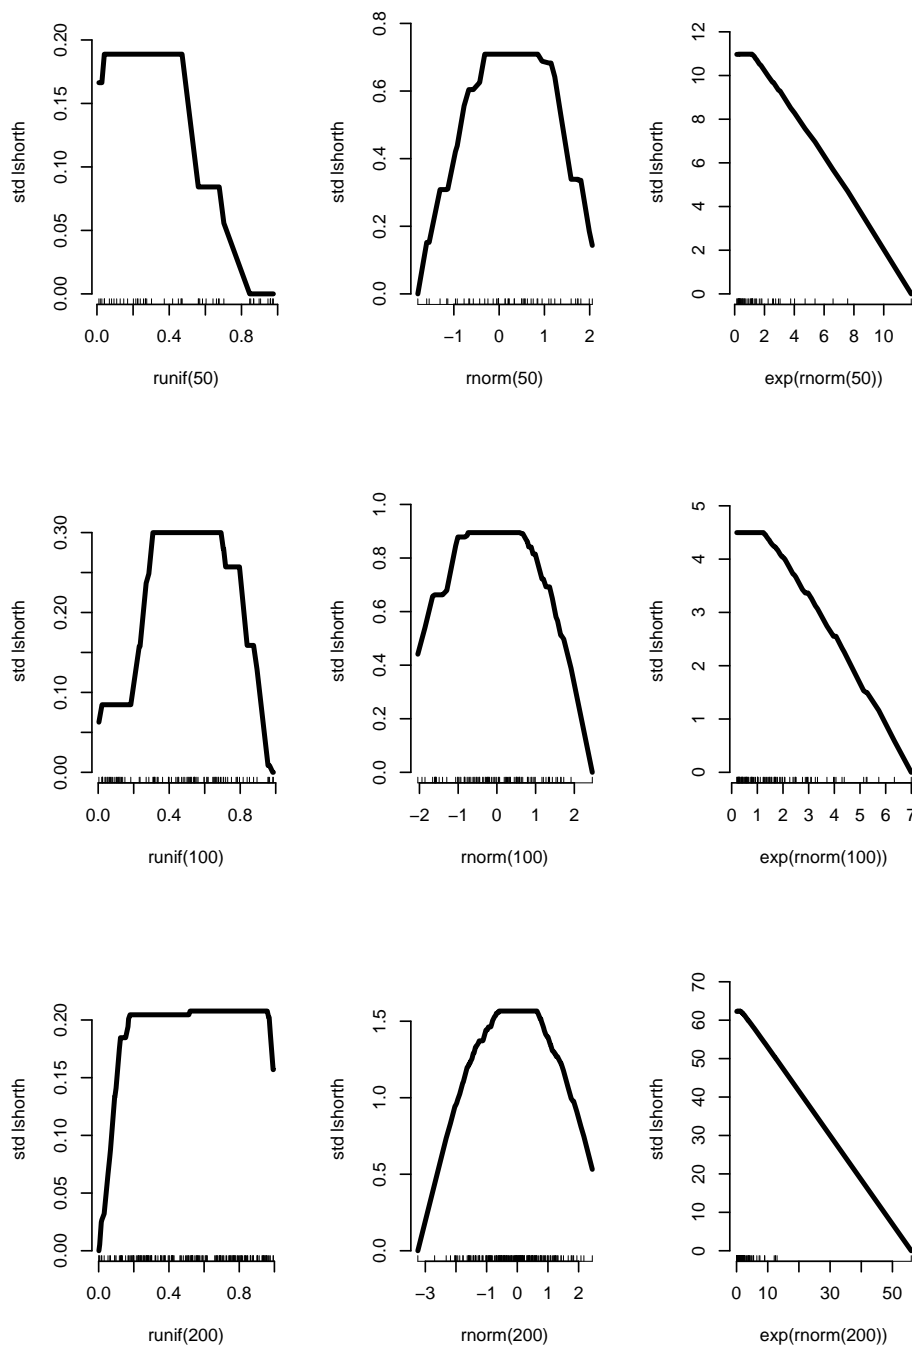 std lshorth
0.00 0.05 0.10 0.15 0.20
0.0 0.4 0.8
runif(50)
std lshorth
0.0 0.2 0.4 0.6 0.8
−1 0 1 2
rnorm(50)
std lshorth
0 2 4 6 8 10 12
0 2 4 6 8 10
exp(rnorm(50))
std lshorth
0.00 0.10 0.20 0.30
0.0 0.4 0.8
runif(100)
std lshorth
0.0 0.2 0.4 0.6 0.8 1.0
−2 −1 0 1 2
rnorm(100)
std lshorth
0 1 2 3 4 5
0 1 2 3 4 5 6 7
exp(rnorm(100))
std lshorth
0.00 0.05 0.10 0.15 0.20
0.0 0.4 0.8
runif(200)
std lshorth
0.0 0.5 1.0 1.5
−3 −1 0 1 2
rnorm(200)
std lshorth
0 10 20 30 40 50 60 70
0 10 30 50
exp(rnorm(200))